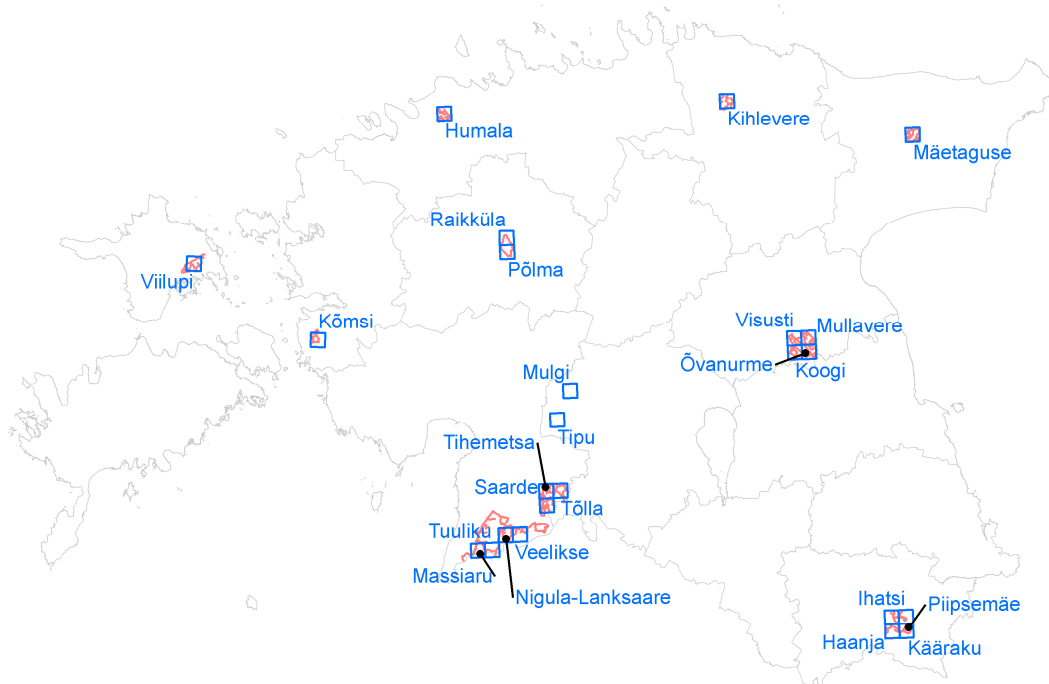 Humala
Kihlevere
Mäetaguse
Raikküla
Põlma
Viilupi
Kõmsi
Visusti
Mullavere
Õvanurme
Koogi
Mulgi
Tipu
Tihemetsa
Saarde
Tõlla
Tuuliku
Veelikse
Massiaru
Nigula-Lanksaare
Ihatsi
Piipsemäe
Haanja
Kääraku